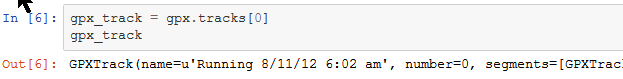 In [6]: gpx_track = gpx.tracks[0]
gpx_track
Out[6]: GPXTrack(name=u'Running 8/11/12 6:02 am', number=0, segments=[GPXTrac